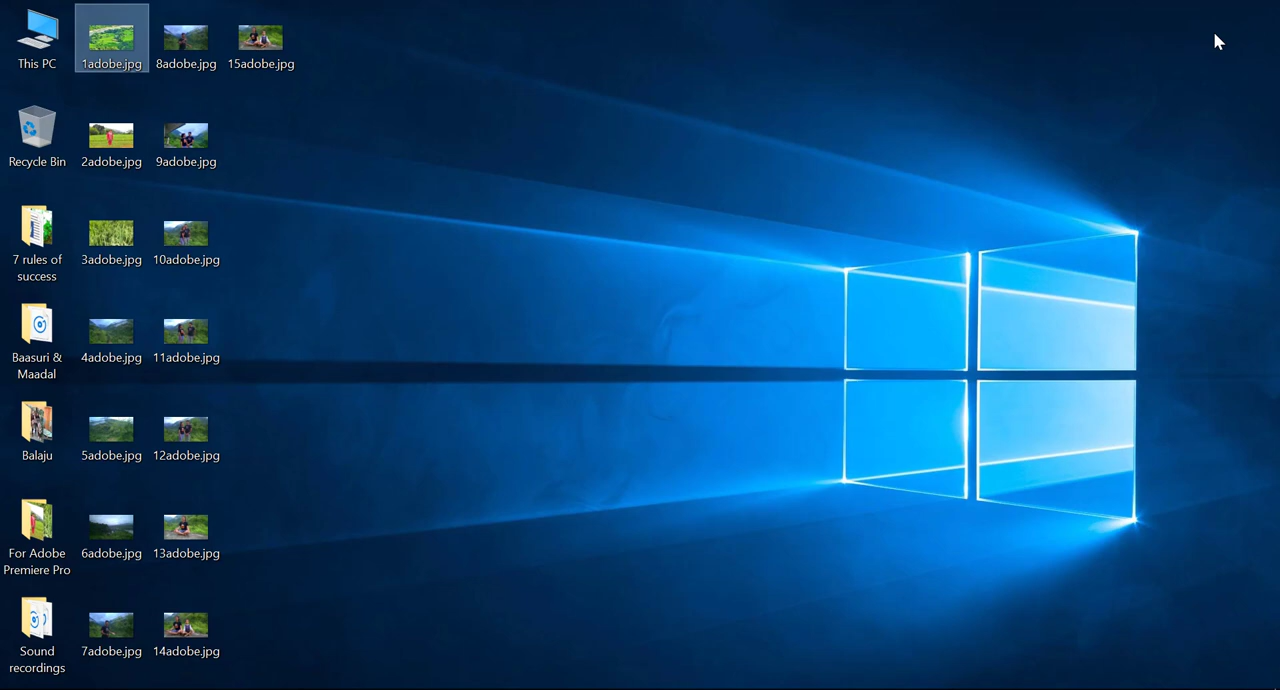 This PC
1adobe.jpg
8adobe.jpg
15adobe.jpg
Recycle Bin
2adobe.jpg
9adobe.jpg
7 rules of
success
3adobe.jpg
10adobe.jpg
Baasuri &
Maadal
4adobe.jpg
11adobe.jpg
Balaju
5adobe.jpg
12adobe.jpg
For Adobe
Premiere Pro
6adobe.jpg
13adobe.jpg
Sound
recordings
7adobe.jpg
14adobe.jpg